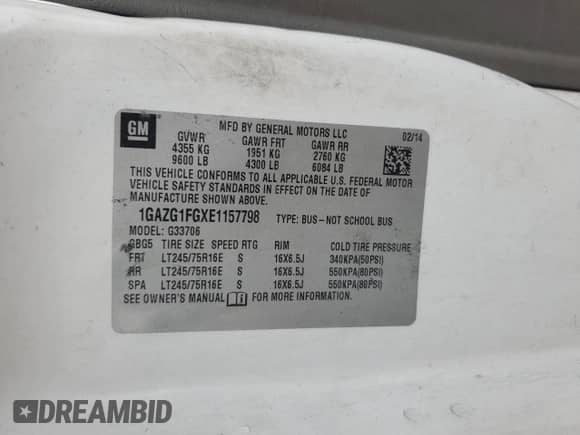 GM
MFD BY GENERAL MOTORS LLC 02/14
GVWR GAWR FRT GAWR RR
4355 KG 1951 KG 2760 KG
9600 LB 4300 LB 6084 LB
THIS VEHICLE CONFORMS TO ALL APPLICABLE U.S. FEDERAL MOTOR
VEHICLE SAFETY STANDARDS IN EFFECT ON THE DATE OF
MANUFACTURE SHOWN ABOVE.
1GAZG1FGXE1157798 TYPE: BUS—NOT SCHOOL BUS
MODEL: G33706
GBG5 TIRE SIZE SPEED RTG RIM COLD TIRE PRESSURE
FRT LT245/75R16E S 16X6.5J 340KPA(50PSI)
RR LT245/75R16E S 16X6.5J 550KPA(80PSI)
SPA LT245/75R16E S 16X6.5J 550KPA(80PSI)
SEE OWNER'S MANUAL FOR MORE INFORMATION.
DREAMBID